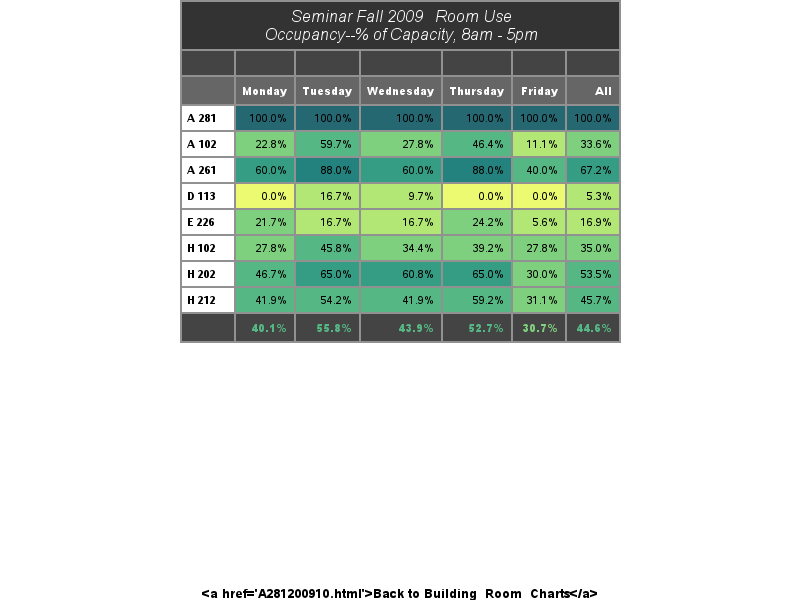 Seminar Fall 2009 Room Use
Occupancy--% of Capacity, 8am - 5pm
Monday Tuesday Wednesday Thursday Friday All
A 281 100.0% 100.0% 100.0% 100.0% 100.0% 100.0%
A 102 22.8% 59.7% 27.8% 46.4% 11.1% 33.6%
A 261 60.0% 88.0% 60.0% 88.0% 40.0% 67.2%
D 113 0.0% 16.7% 9.7% 0.0% 0.0% 5.3%
E 226 21.7% 16.7% 16.7% 24.2% 5.6% 16.9%
H 102 27.8% 45.8% 34.4% 39.2% 27.8% 35.0%
H 202 46.7% 65.0% 60.8% 65.0% 30.0% 53.5%
H 212 41.9% 54.2% 41.9% 59.2% 31.1% 45.7%
40.1% 55.8% 43.9% 52.7% 30.7% 44.6%
<a href='A281200910.html'>Back to Building Room Charts</a>